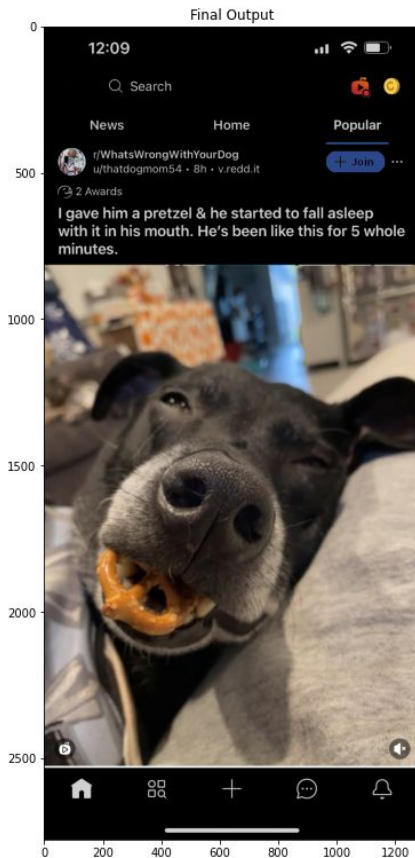 Final Output
0
12:09
Search
News Home Popular
r/WhatsWrongWithYourDog
u/thatdogmom54 • 8h • v.redd.it
+ Join ...
500
2 Awards
I gave him a pretzel & he started to fall asleep
with it in his mouth. He's been like this for 5 whole
minutes.
1000
1500
2000
2500
0 200 400 600 800 1000 1200